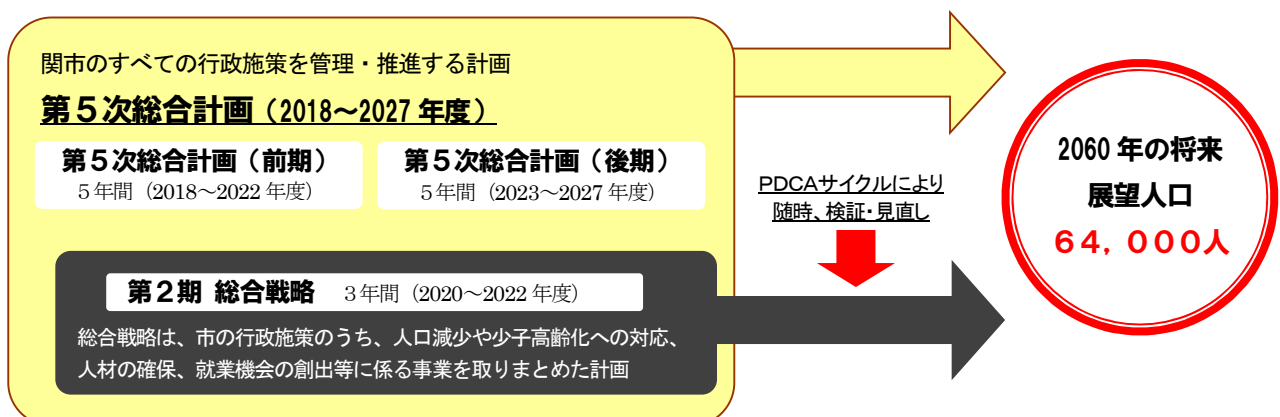 関市のすべての行政施策を管理・推進する計画
第５次総合計画（2018～2027 年度）
第５次総合計画（前期）
５年間（2018～2022 年度）
第５次総合計画（後期）
５年間（2023～2027 年度）
第２期 総合戦略　３年間（2020～2022 年度）
総合戦略は、市の行政施策のうち、人口減少や少子高齢化への対応、
人材の確保、就業機会の創出等に係る事業を取りまとめた計画
PDCAサイクルにより
随時、検証・見直し
2060 年の将来
展望人口
６４，０００人